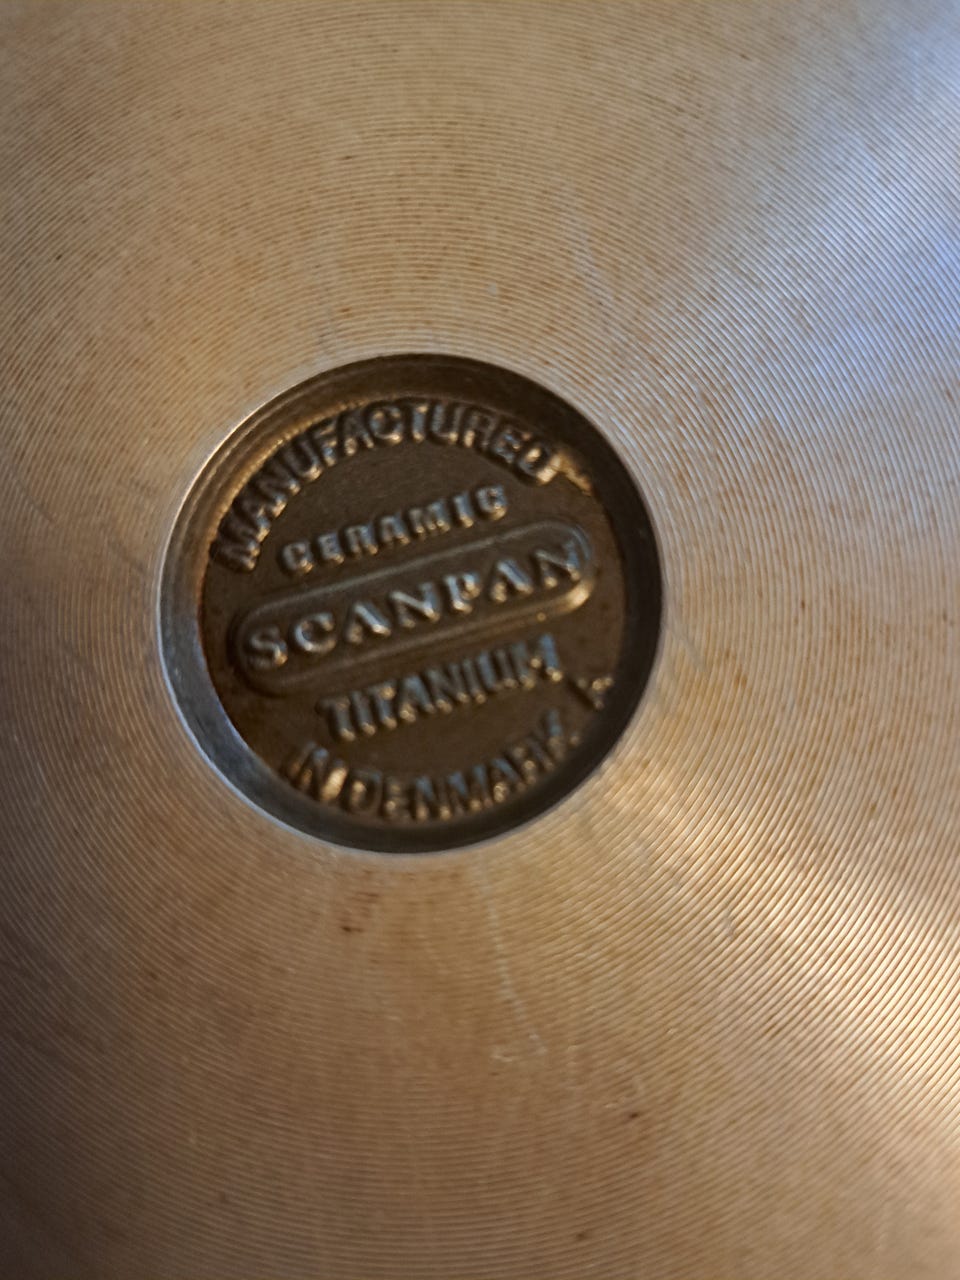 MANUFACTURED
CERAMIC
SCANPAN
TITANIUM
IN DENMARK